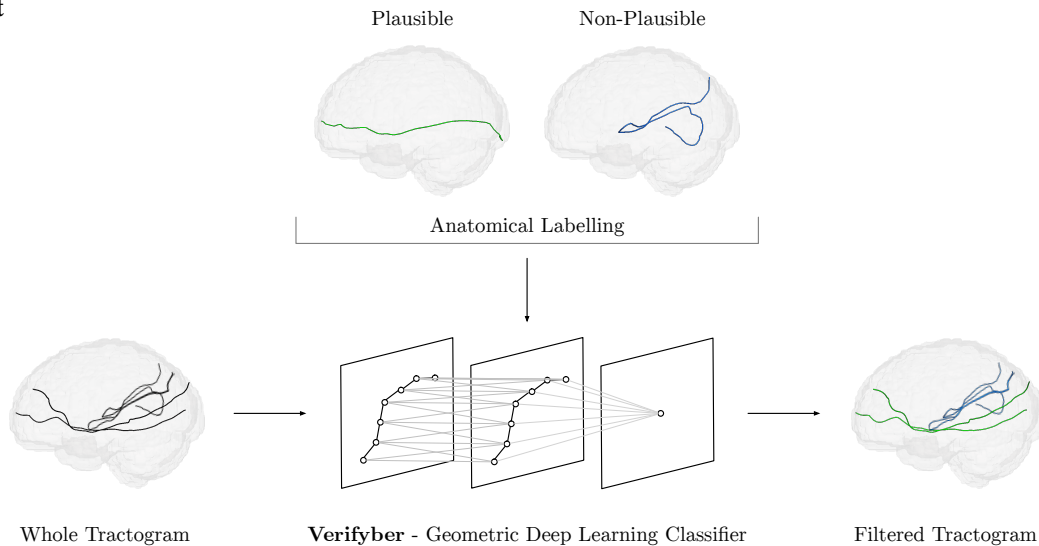 Plausible
Non-Plausible
Anatomical Labelling
Whole Tractogram
Verifyber - Geometric Deep Learning Classifier
Filtered Tractogram